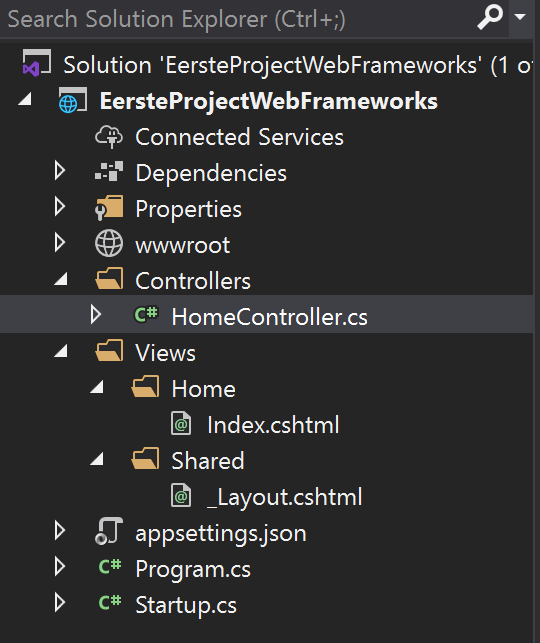 Search Solution Explorer (Ctrl+;)
Solution 'EersteProjectWebFrameworks' (1 of
EersteProjectWebFrameworks
Connected Services
Dependencies
Properties
wwwroot
Controllers
C# HomeController.cs
Views
Home
@ Index.cshtml
Shared
@ _Layout.cshtml
appsettings.json
C# Program.cs
C# Startup.cs